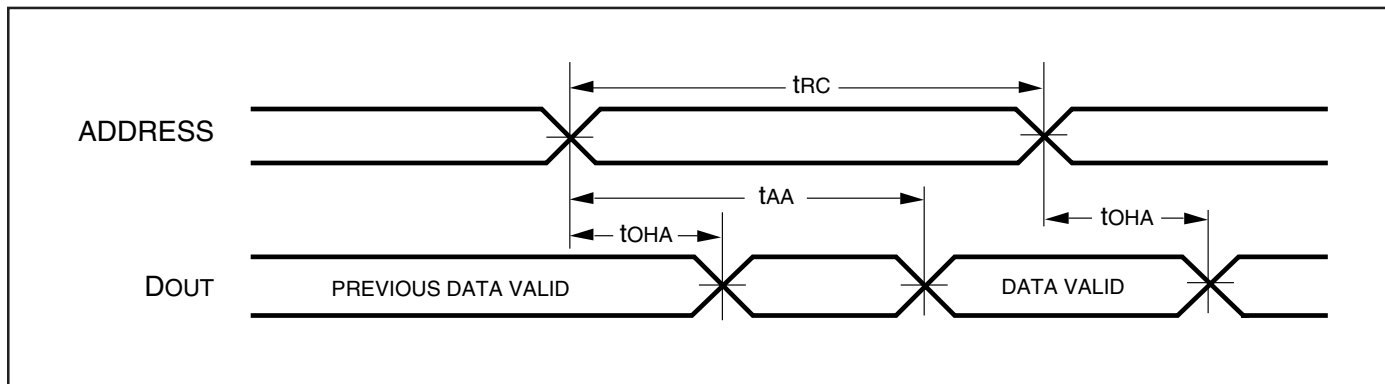 tRC
ADDRESS
tAA
tOHA
tOHA
DOUT
PREVIOUS DATA VALID
DATA VALID